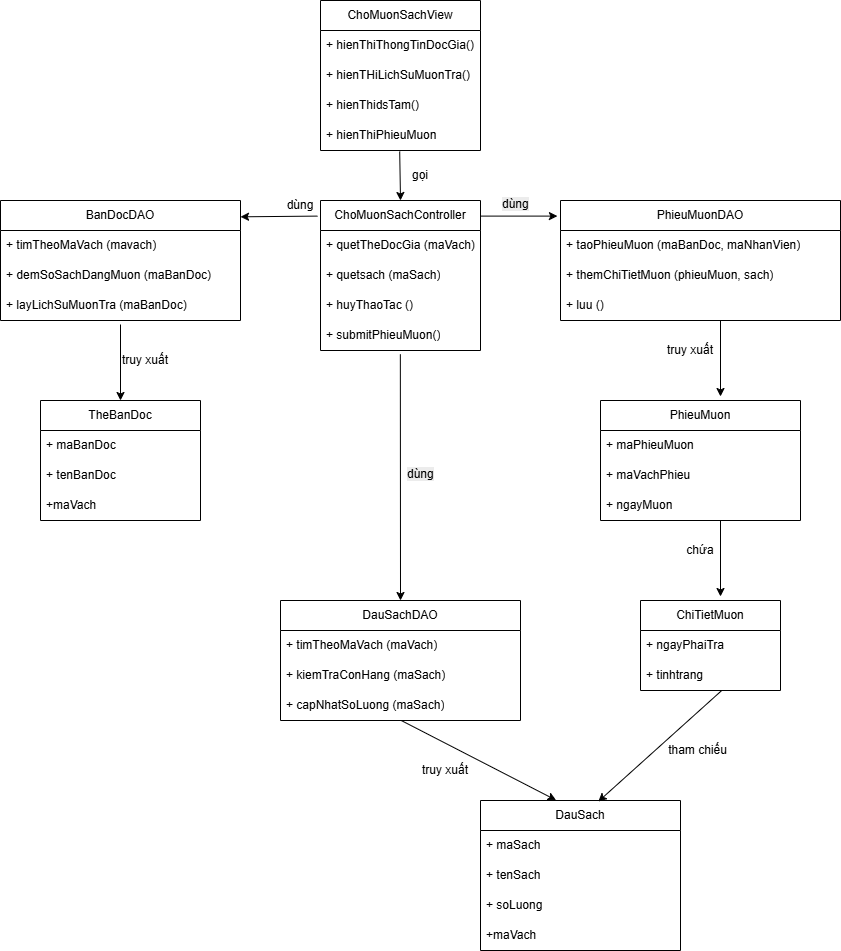 ChoMuonSachView
+ hienThiThongTinDocGia()
+ hienTHiLichSuMuonTra()
+ hienThidsTam()
+ hienThiPhieuMuon
gọi
BanDocDAO
+ timTheoMaVach (mavach)
+ demSoSachDangMuon (maBanDoc)
+ layLichSuMuonTra (maBanDoc)
dùng
ChoMuonSachController
+ quetTheDocGia (maVach)
+ quetsach (maSach)
+ huyThaoTac ()
+ submitPhieuMuon()
dùng
PhieuMuonDAO
+ taoPhieuMuon (maBanDoc, maNhanVien)
+ themChiTietMuon (phieuMuon, sach)
+ luu ()
truy xuất
truy xuất
TheBanDoc
+ maBanDoc
+ tenBanDoc
+maVach
dùng
PhieuMuon
+ maPhieuMuon
+ maVachPhieu
+ ngayMuon
chứa
DauSachDAO
+ timTheoMaVach (maVach)
+ kiemTraConHang (maSach)
+ capNhatSoLuong (maSach)
ChiTietMuon
+ ngayPhaiTra
+ tinhtrang
truy xuất
tham chiếu
DauSach
+ maSach
+ tenSach
+ soLuong
+maVach